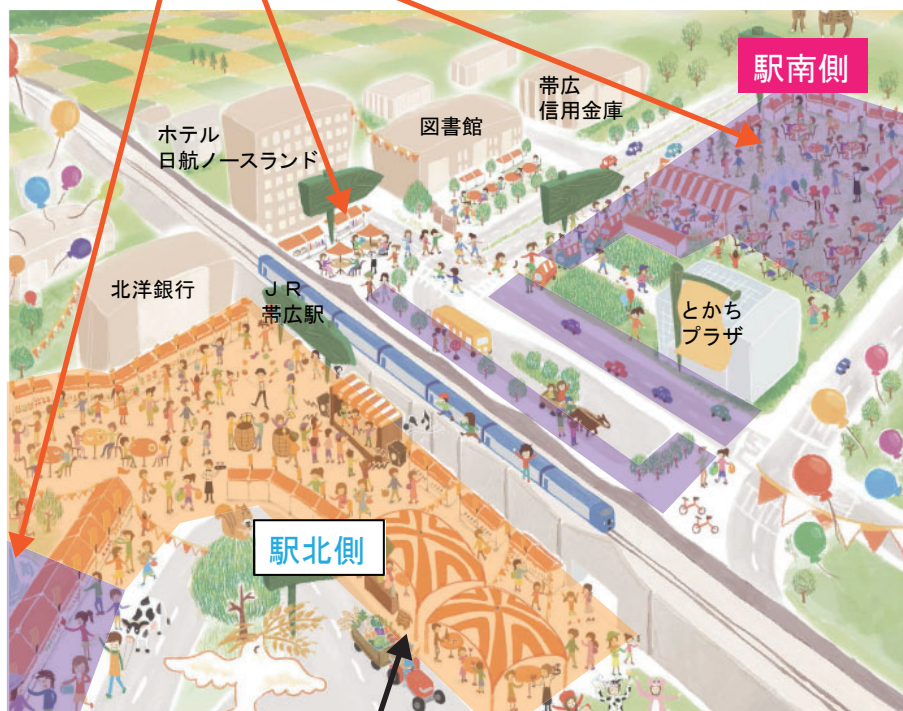 駅南側
帯広
信用金庫
図書館
ホテル
日航ノースランド
北洋銀行
ＪＲ
帯広駅
とかち
プラザ
駅北側